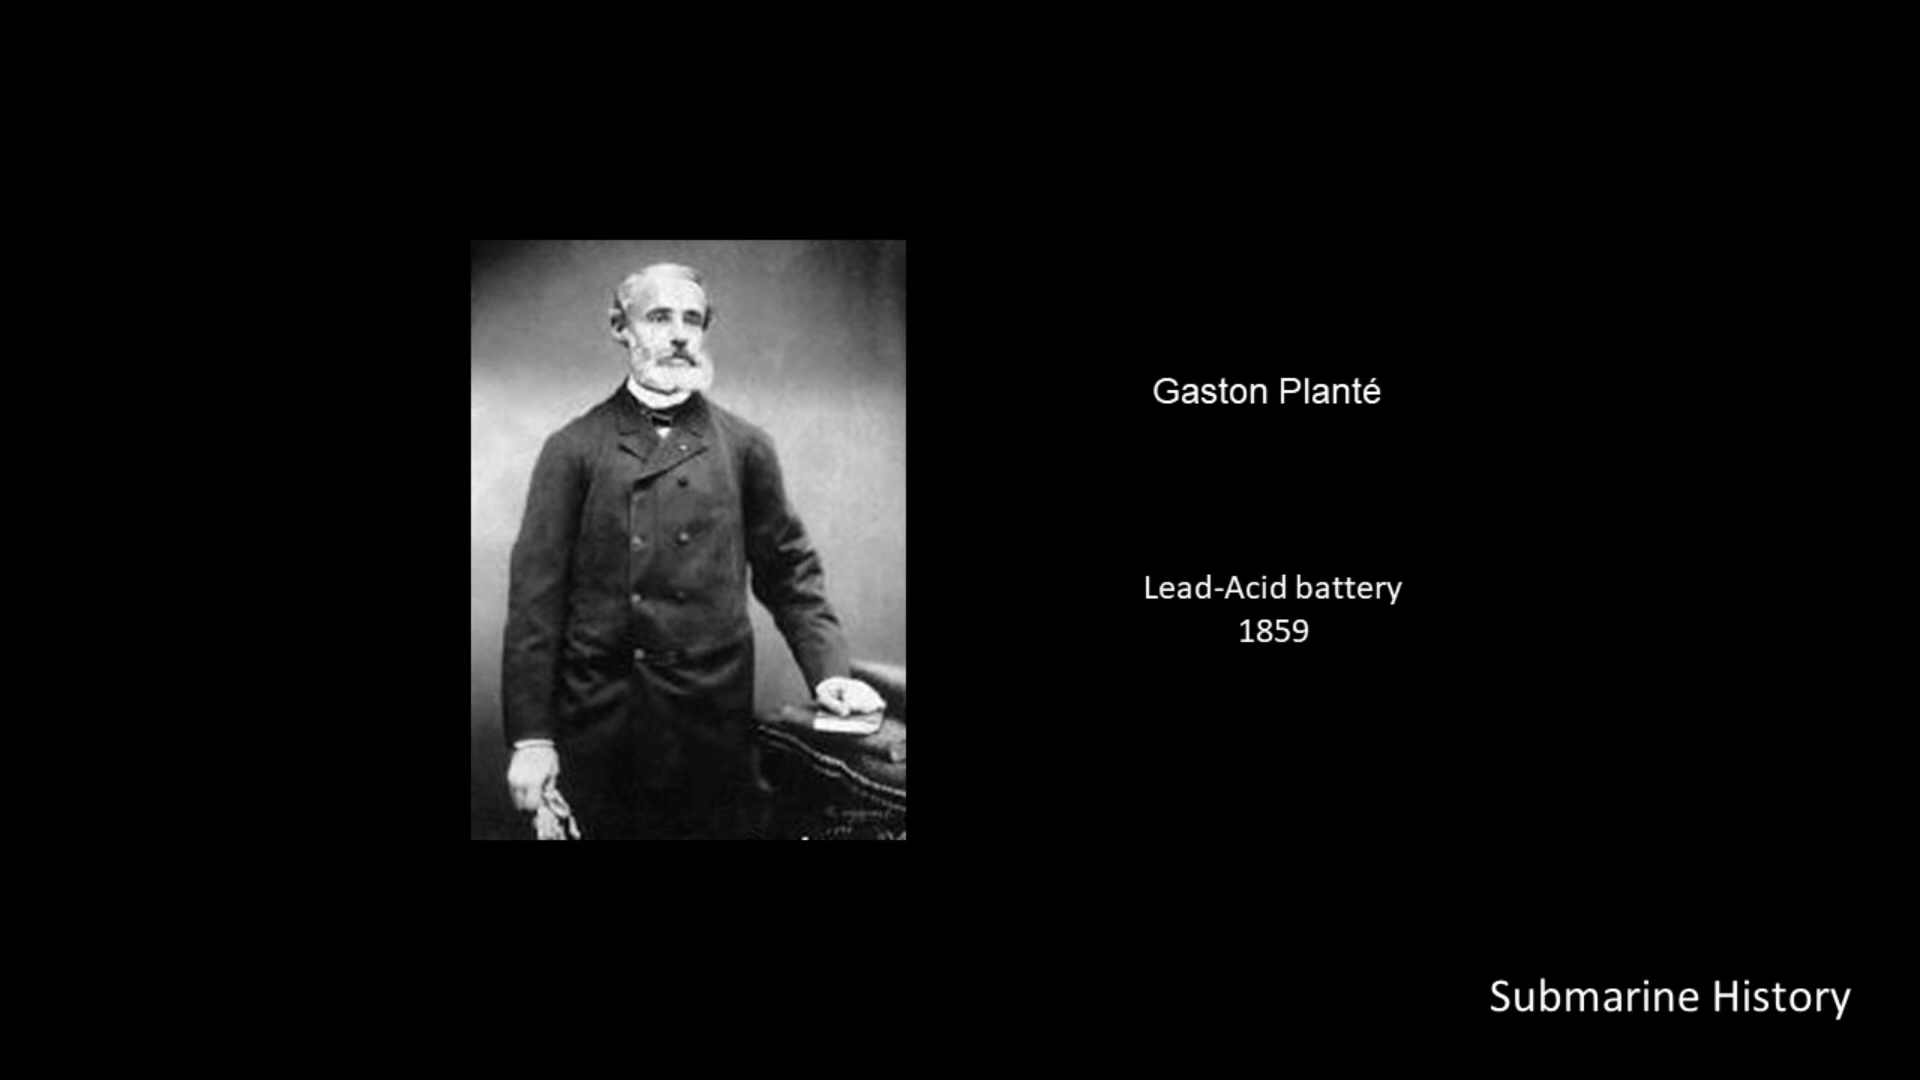 Gaston Planté
Lead-Acid battery
1859
Submarine History